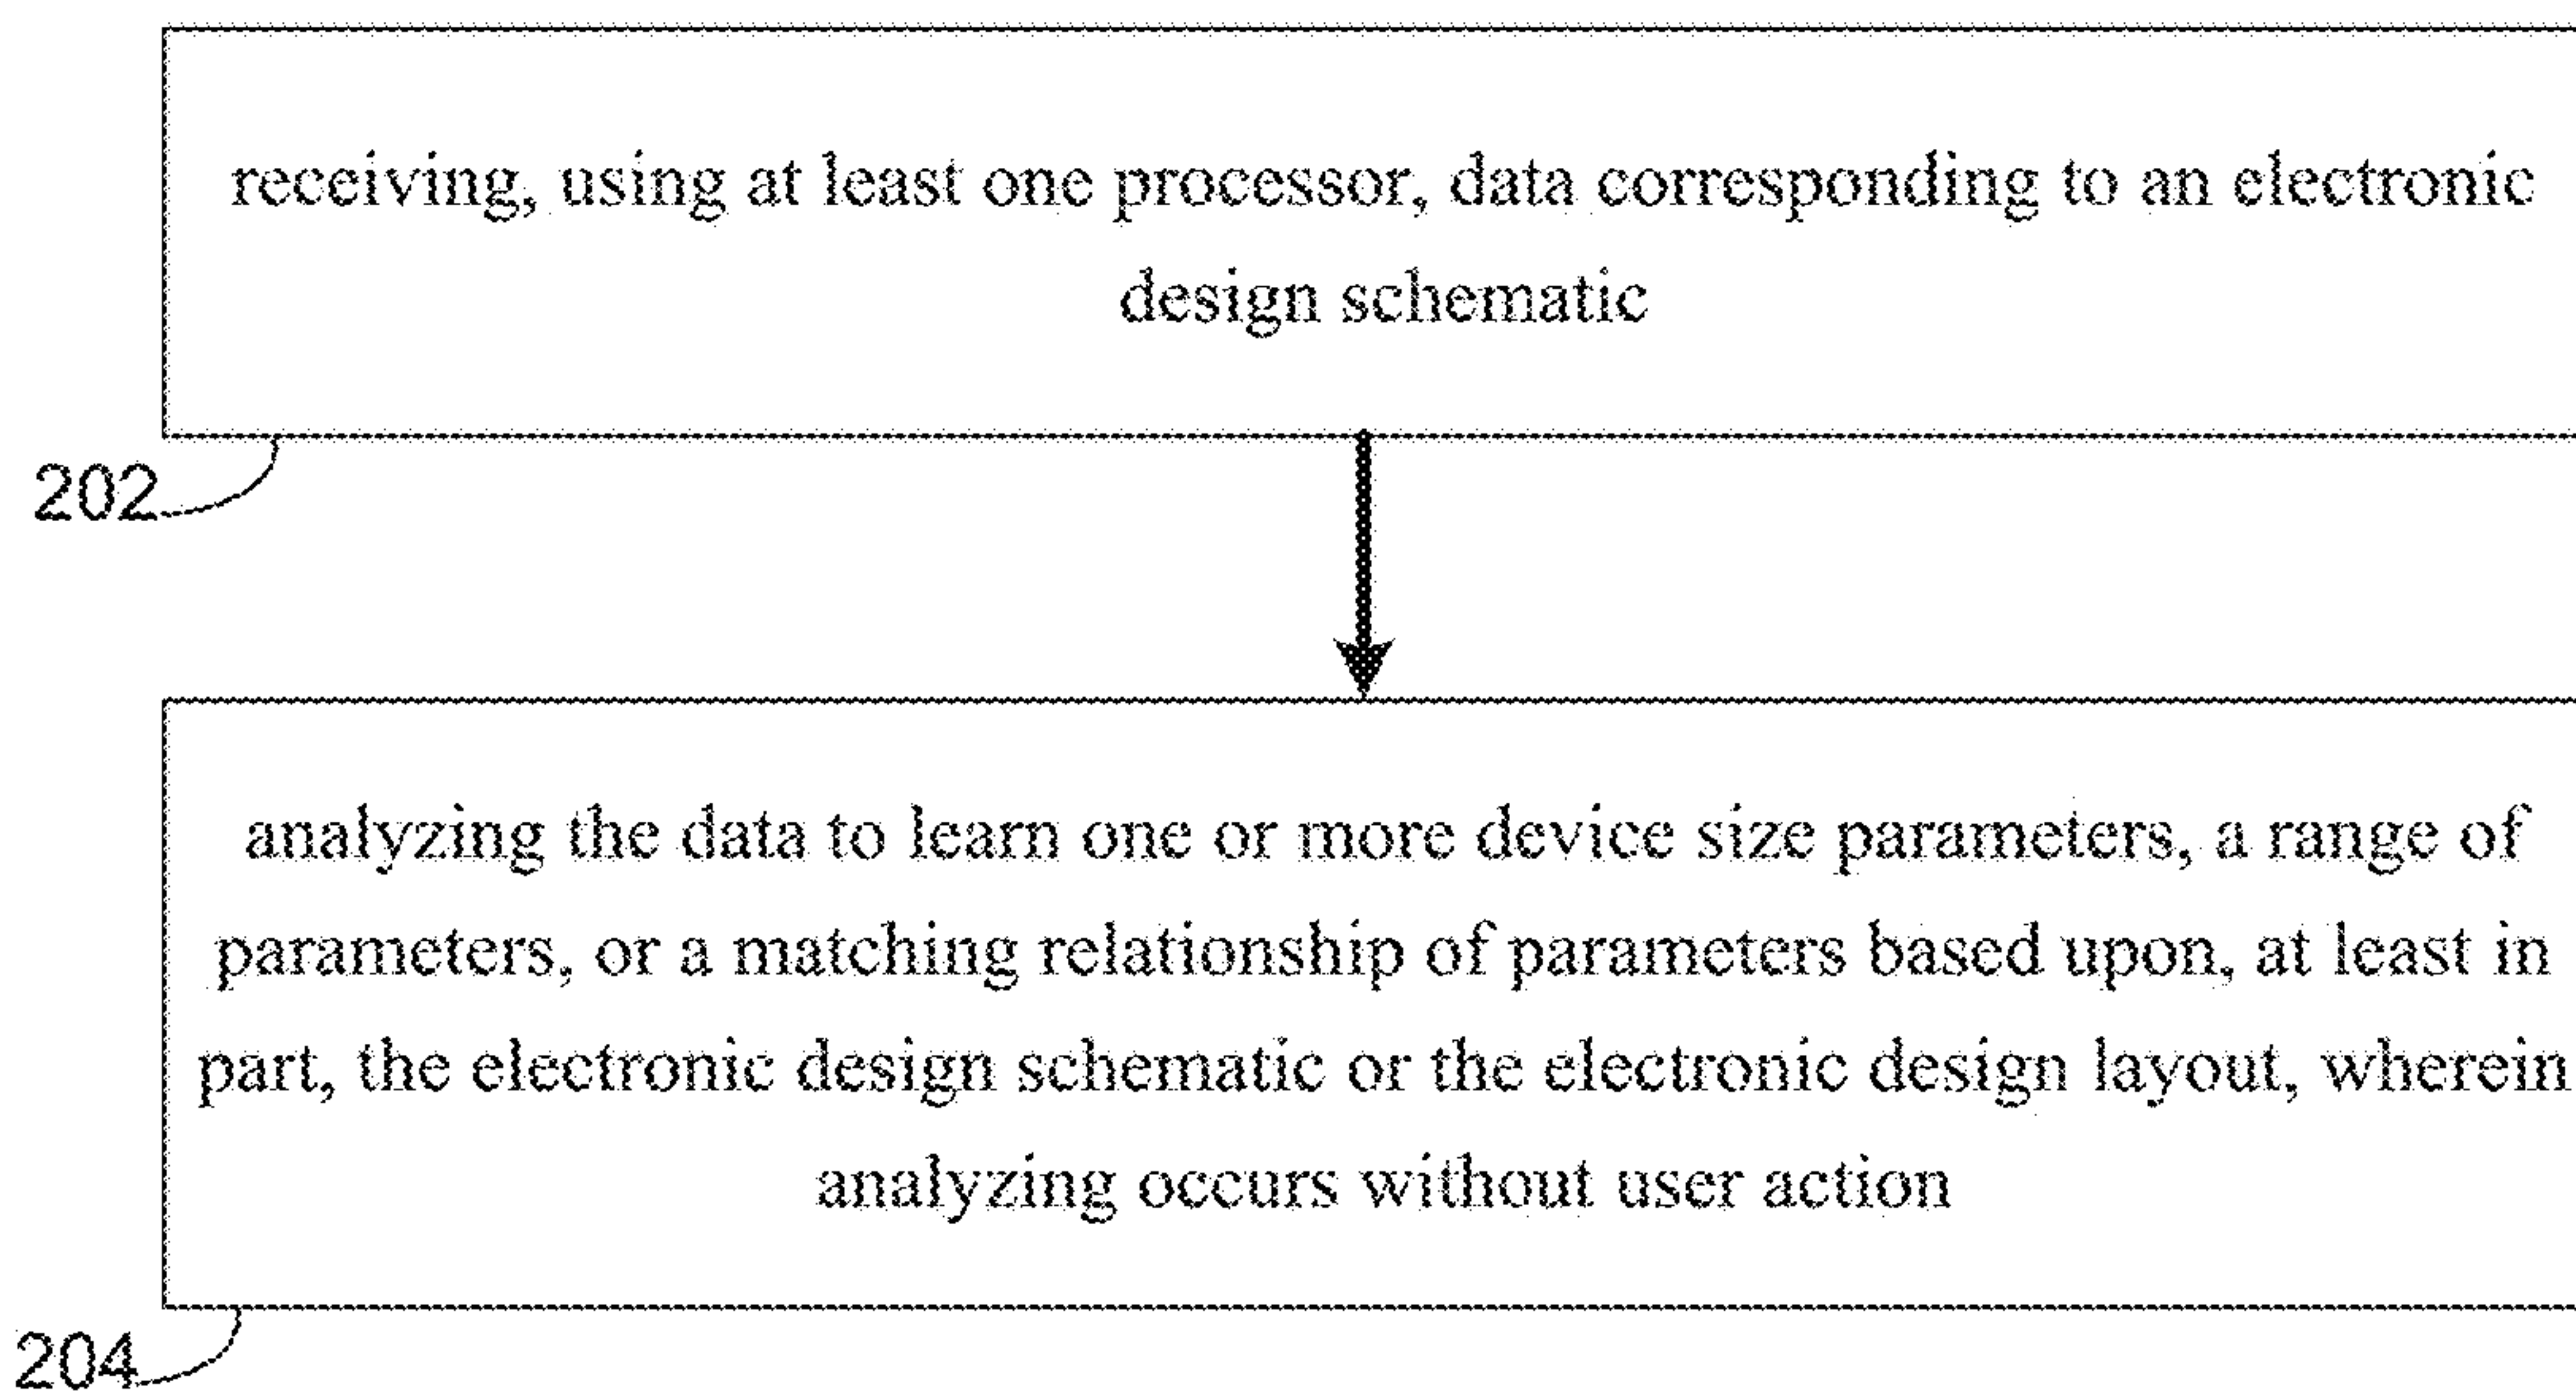 receiving, using at least one processor, data corresponding to an electronic
design schematic
202
analyzing the data to learn one or more device size parameters, a range of
parameters, or a matching relationship of parameters based upon, at least in
part, the electronic design schematic or the electronic design layout, wherein
analyzing occurs without user action
204